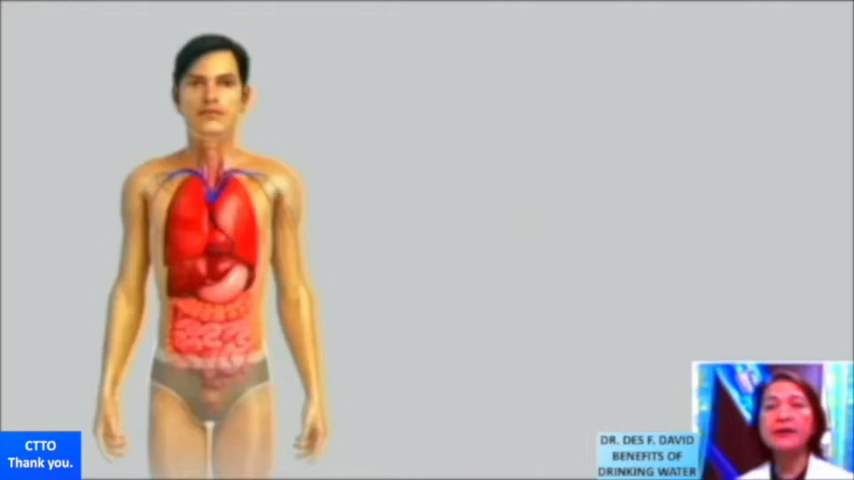 CTTO
Thank you.
DR. DES F. DAVID
BENEFITS OF
DRINKING WATER